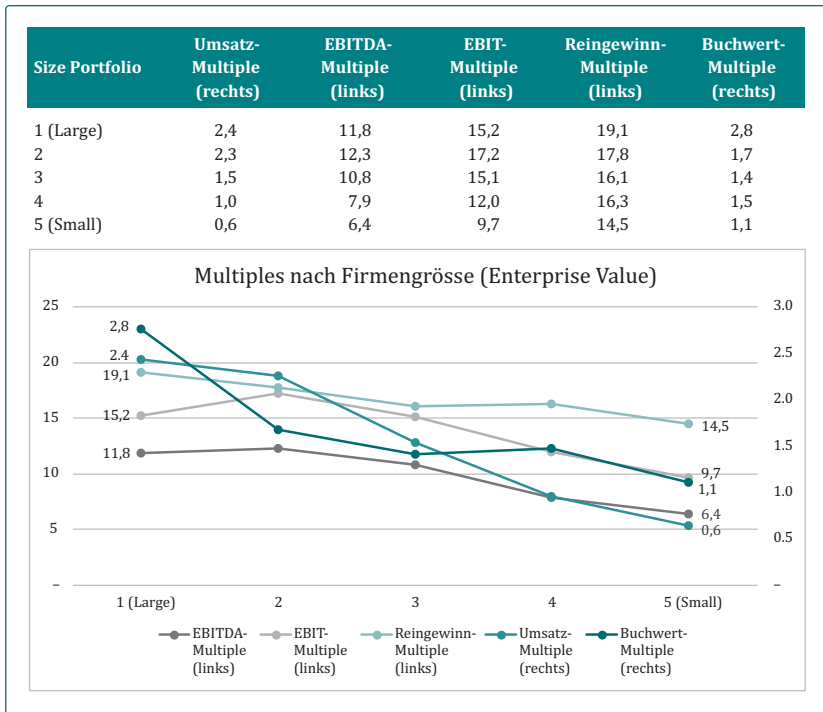 Size Portfolio Umsatz-Multiple (rechts) EBITDA-Multiple (links) EBIT-Multiple (links) Reingewinn-Multiple (links) Buchwert-Multiple (rechts)
1 (Large) 2,4 11,8 15,2 19,1 2,8
2 2,3 12,3 17,2 17,8 1,7
3 1,5 10,8 15,1 16,1 1,4
4 1,0 7,9 12,0 16,3 1,5
5 (Small) 0,6 6,4 9,7 14,5 1,1
Multiples nach Firmengrösse (Enterprise Value)
25 3.0
2,8
20 2.4 2.5
19,1
2.0
15 15,2 14,5
1.5
11,8
10 9,7
1,1 1.0
6,4
5 0,6 0.5
– –
1 (Large) 2 3 4 5 (Small)
EBITDA- EBIT- Reingewinn- Umsatz- Buchwert-
Multiple Multiple Multiple Multiple Multiple
(links) (links) (links) (rechts) (rechts)